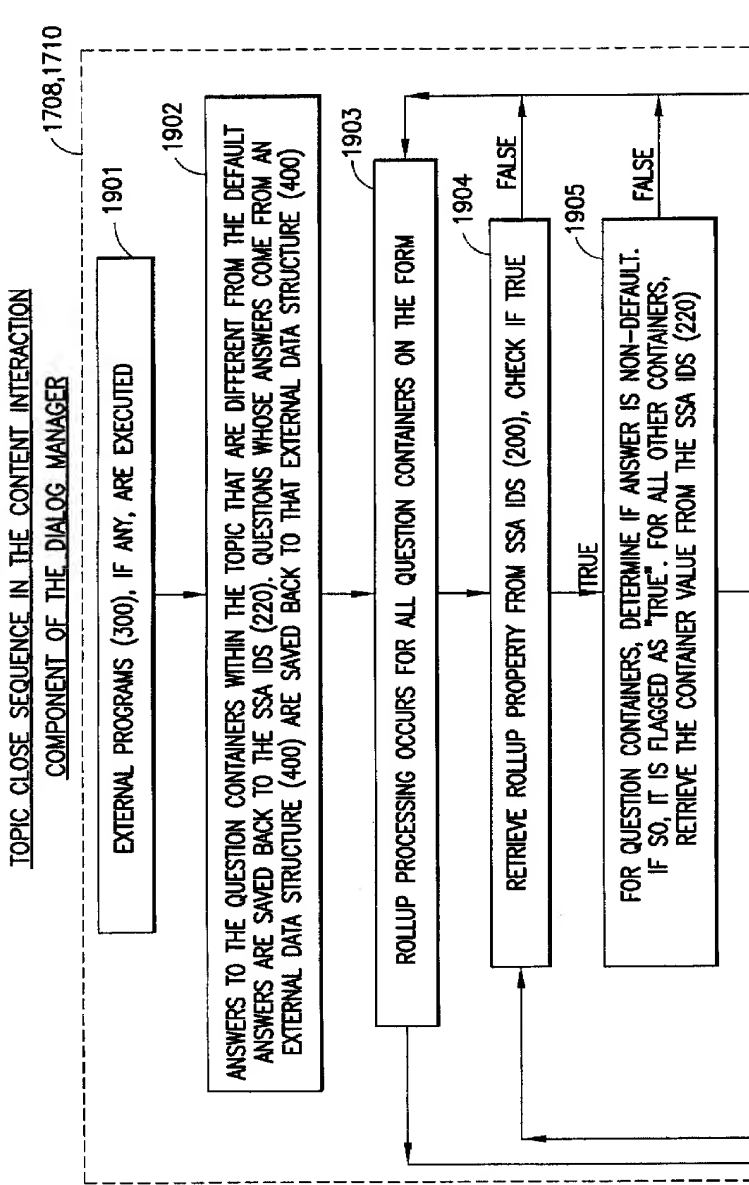 TOPIC CLOSE SEQUENCE IN THE CONTENT INTERACTION
COMPONENT OF THE DIALOG MANAGER
1708,1710
1901
EXTERNAL PROGRAMS (300), IF ANY, ARE EXECUTED
1902
ANSWERS TO THE QUESTION CONTAINERS WITHIN THE TOPIC THAT ARE DIFFERENT FROM THE DEFAULT
ANSWERS ARE SAVED BACK TO THE SSA IDS (220). QUESTIONS WHOSE ANSWERS COME FROM AN
EXTERNAL DATA STRUCTURE (400) ARE SAVED BACK TO THAT EXTERNAL DATA STRUCTURE (400)
1903
ROLLUP PROCESSING OCCURS FOR ALL QUESTION CONTAINERS ON THE FORM
1904
RETRIEVE ROLLUP PROPERTY FROM SSA IDS (200), CHECK IF TRUE
FALSE
TRUE
1905
FOR QUESTION CONTAINERS, DETERMINE IF ANSWER IS NON-DEFAULT.
IF SO, IT IS FLAGGED AS "TRUE". FOR ALL OTHER CONTAINERS,
RETRIEVE THE CONTAINER VALUE FROM THE SSA IDS (220)
FALSE